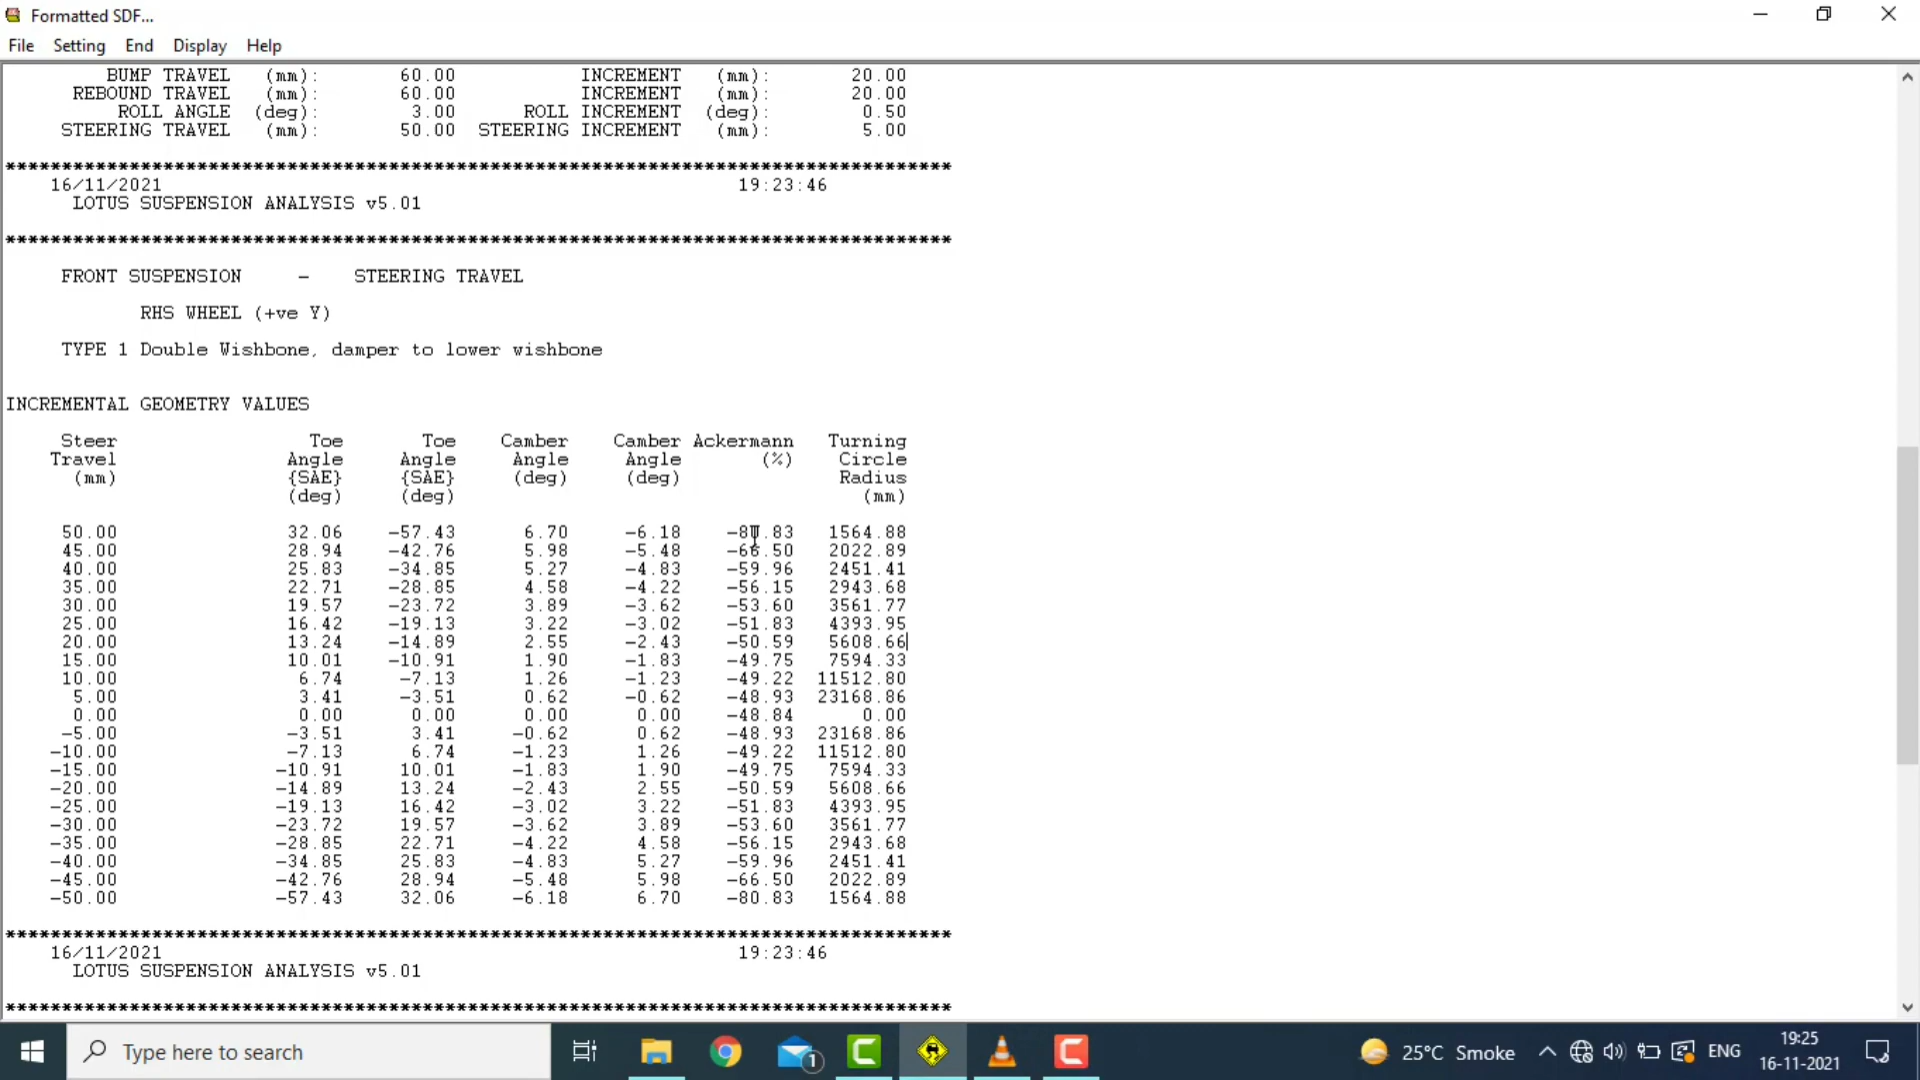 Formatted SDF...
File Setting End Display Help
BUMP TRAVEL (mm): 60.00 INCREMENT (mm): 20.00
REBOUND TRAVEL (mm): 60.00 INCREMENT (mm): 20.00
ROLL ANGLE (deg): 3.00 ROLL INCREMENT (deg): 0.50
STEERING TRAVEL (mm): 50.00 STEERING INCREMENT (mm): 5.00
************************************************************************************
16/11/2021 19:23:46
LOTUS SUSPENSION ANALYSIS v5.01
************************************************************************************
FRONT SUSPENSION - STEERING TRAVEL
RHS WHEEL (+ve Y)
TYPE 1 Double Wishbone, damper to lower wishbone
INCREMENTAL GEOMETRY VALUES
Steer Toe Toe Camber Camber Ackermann Turning
Travel Angle Angle Angle Angle (%) Circle
(mm) {SAE} {SAE} (deg) (deg) Radius
(deg) (deg) (mm)
50.00 32.06 -57.43 6.70 -6.18 -80.83 1564.88
45.00 28.94 -42.76 5.98 -5.48 -66.50 2022.89
40.00 25.83 -34.85 5.27 -4.83 -59.96 2451.41
35.00 22.71 -28.85 4.58 -4.22 -56.15 2943.68
30.00 19.57 -23.72 3.89 -3.62 -53.60 3561.77
25.00 16.42 -19.13 3.22 -3.02 -51.83 4393.95
20.00 13.24 -14.89 2.55 -2.43 -50.59 5608.66
15.00 10.01 -10.91 1.90 -1.83 -49.75 7594.33
10.00 6.74 -7.13 1.26 -1.23 -49.22 11512.80
5.00 3.41 -3.51 0.62 -0.62 -48.93 23168.86
0.00 0.00 0.00 0.00 0.00 -48.84 0.00
-5.00 -3.51 3.41 -0.62 0.62 -48.93 23168.86
-10.00 -7.13 6.74 -1.23 1.26 -49.22 11512.80
-15.00 -10.91 10.01 -1.83 1.90 -49.75 7594.33
-20.00 -14.89 13.24 -2.43 2.55 -50.59 5608.66
-25.00 -19.13 16.42 -3.02 3.22 -51.83 4393.95
-30.00 -23.72 19.57 -3.62 3.89 -53.60 3561.77
-35.00 -28.85 22.71 -4.22 4.58 -56.15 2943.68
-40.00 -34.85 25.83 -4.83 5.27 -59.96 2451.41
-45.00 -42.76 28.94 -5.48 5.98 -66.50 2022.89
-50.00 -57.43 32.06 -6.18 6.70 -80.83 1564.88
************************************************************************************
16/11/2021 19:23:46
LOTUS SUSPENSION ANALYSIS v5.01
************************************************************************************
Type here to search 1 25°C Smoke ENG 19:25
16-11-2021